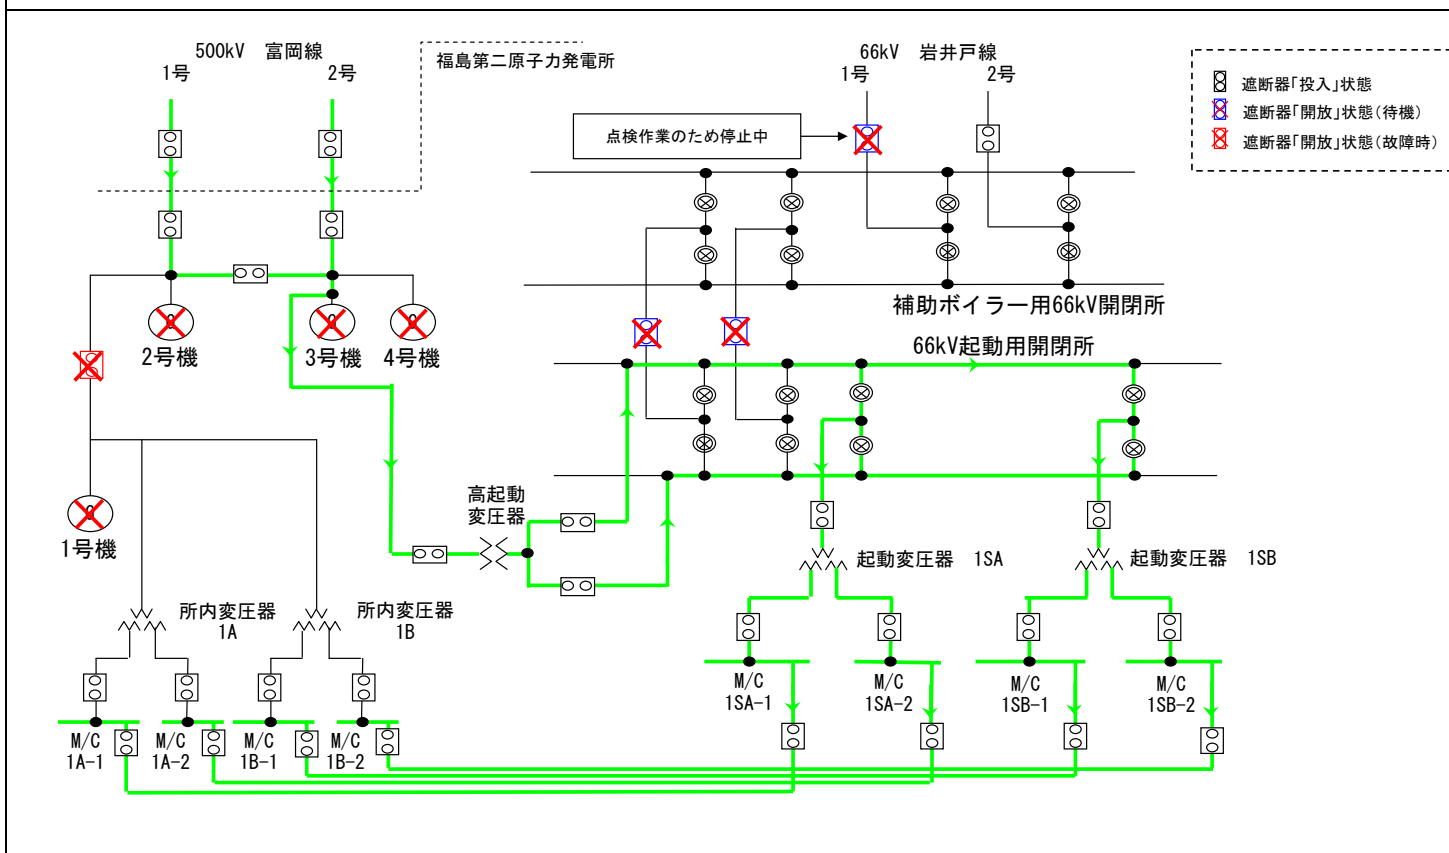 500kV 富岡線
1号
2号
福島第二原子力発電所
66kV 岩井戸線
1号
2号
点検作業のため停止中
遮断器「投入」状態
遮断器「開放」状態(待機)
遮断器「開放」状態(故障時)
補助ボイラー用66kV開閉所
2号機
3号機
4号機
66kV起動用開閉所
1号機
高起動
変圧器
起動変圧器 1SA
起動変圧器 1SB
所内変圧器
1A
所内変圧器
1B
M/C
1SA-1
M/C
1SA-2
M/C
1SB-1
M/C
1SB-2
M/C
1A-1
M/C
1A-2
M/C
1B-1
M/C
1B-2